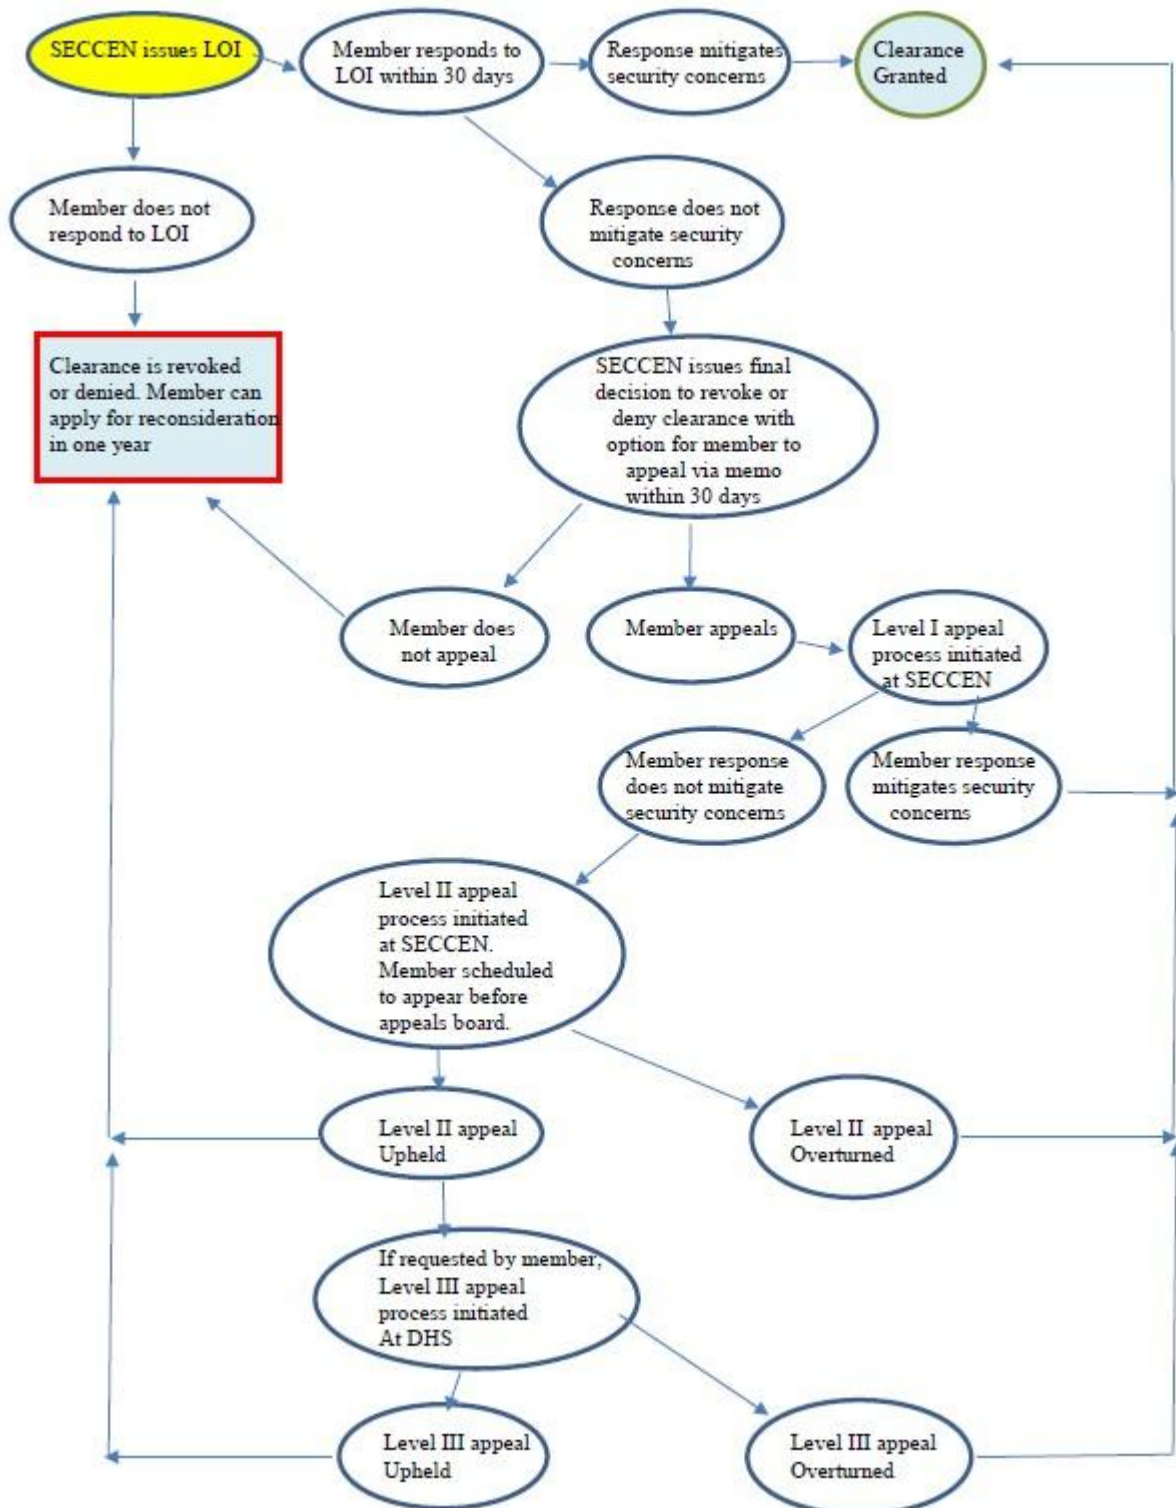 SECCEN issues LOI
Member responds to
LOI within 30 days
Response mitigates
security concerns
Clearance
Granted
Member does not
respond to LOI
Response does not
mitigate security
concerns
Clearance is revoked
or denied. Member can
apply for reconsideration
in one year
SECCEN issues final
decision to revoke or
deny clearance with
option for member to
appeal via memo
within 30 days
Member does
not appeal
Member appeals
Level I appeal
process initiated
at SECCEN
Member response
does not mitigate
security concerns
Member response
mitigates security
concerns
Level II appeal
process initiated
at SECCEN.
Member scheduled
to appear before
appeals board.
Level II appeal
Upheld
Level II appeal
Overturned
If requested by member,
Level III appeal
process initiated
At DHS
Level III appeal
Upheld
Level III appeal
Overturned